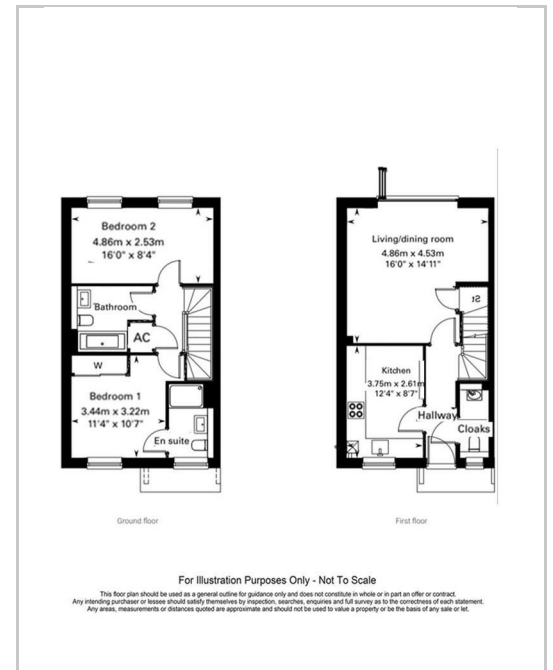 Bedroom 2
4.86m x 2.53m
16'0" x 8'4"
Bathroom
AC
W
Bedroom 1
3.44m x 3.22m
11'4" x 10'7"
En suite
Ground floor
Living/dining room
4.86m x 4.53m
16'0" x 14'11"
St
Kitchen
3.75m x 2.61m
12'4" x 8'7"
Hallway
Cloaks
First floor
For Illustration Purposes Only - Not To Scale
This floor plan should be used as a general outline for guidance only and does not constitute in whole or in part an offer or contract.
Any intending purchaser or lessee should satisfy themselves by inspection, searches, enquiries and full survey as to the correctness of each statement.
Any areas, measurements or distances quoted are approximate and should not be used to value a property or be the basis of any sale or let.